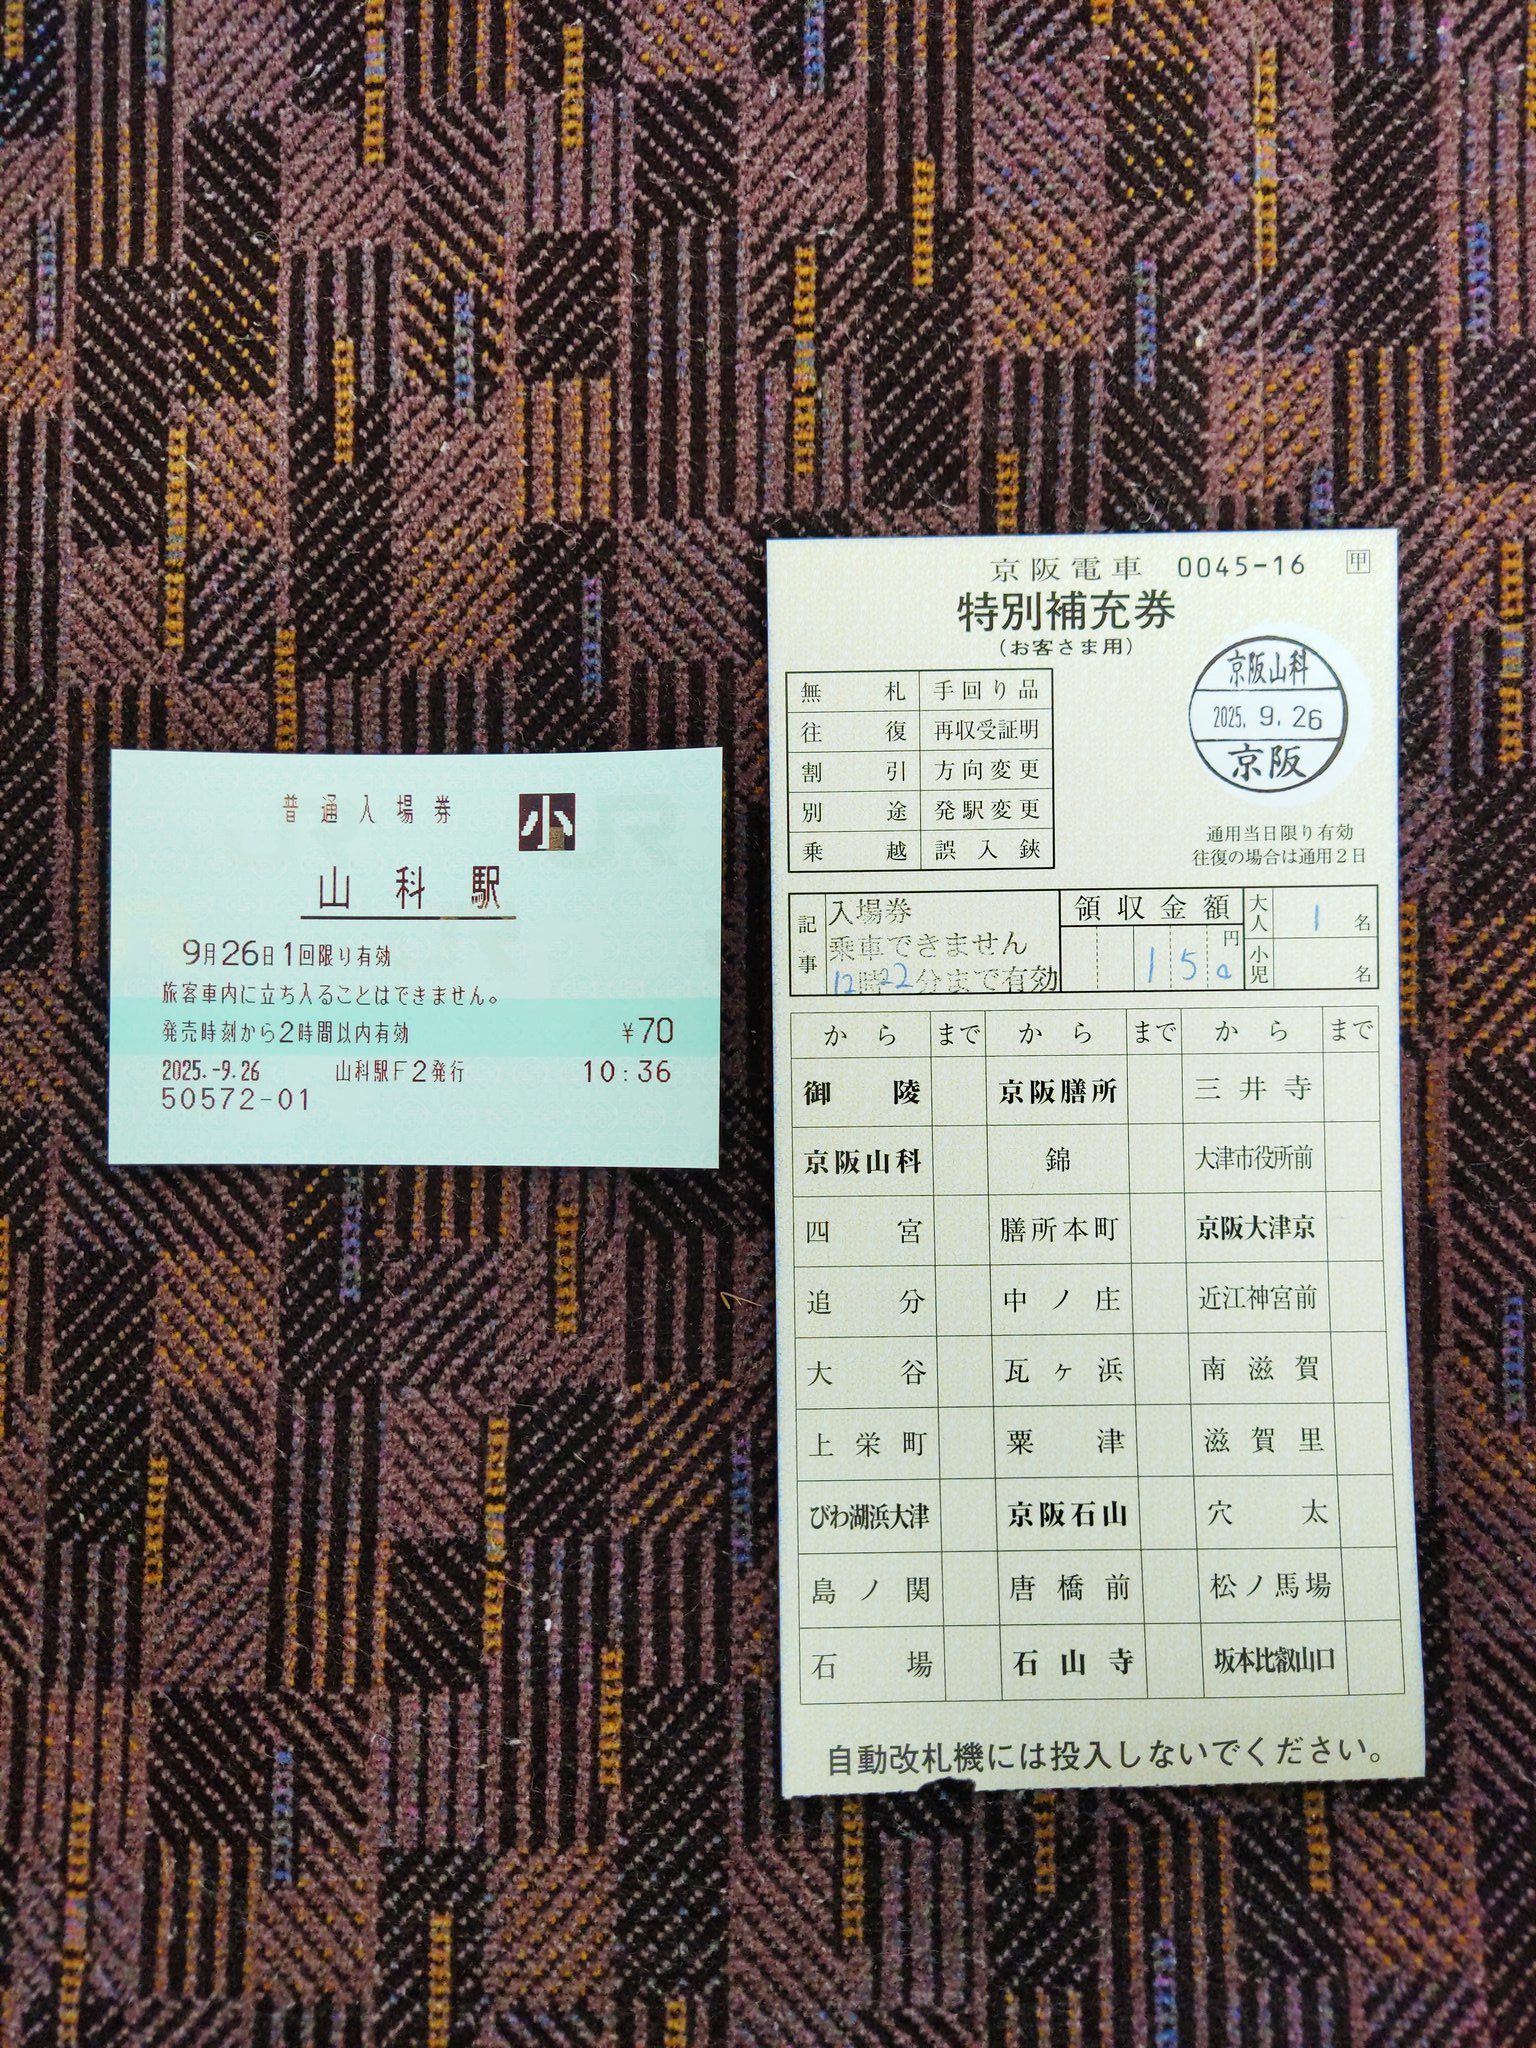 普通入場券 小
山科駅
9月26日1回限り有効
旅客車内に立ち入ることはできません。
発売時刻から2時間以内有効 ¥70
2025.-9.26 山科駅F2発行 10:36
50572-01
京阪電車 0045-16 甲
特別補充券
(お客さま用)
無札 手回り品
往復 再収受証明
割引 方向変更
別途 発駅変更
乗越 誤入鋏
京阪山科
2025.9.26
京阪
通用当日限り有効
往復の場合は通用2日
記事
入場券
乗車できません
12時22分まで有効
領収金額
円
150
大人 1名
小児 名
から まで から まで から まで
御陵 京阪膳所 三井寺
京阪山科 錦 大津市役所前
四宮 膳所本町 京阪大津京
追分 中ノ庄 近江神宮前
大谷 瓦ヶ浜 南滋賀
上栄町 粟津 滋賀里
びわ湖浜大津 京阪石山 穴太
島ノ関 唐橋前 松ノ馬場
石場 石山寺 坂本比叡山口
自動改札機には投入しないでください。